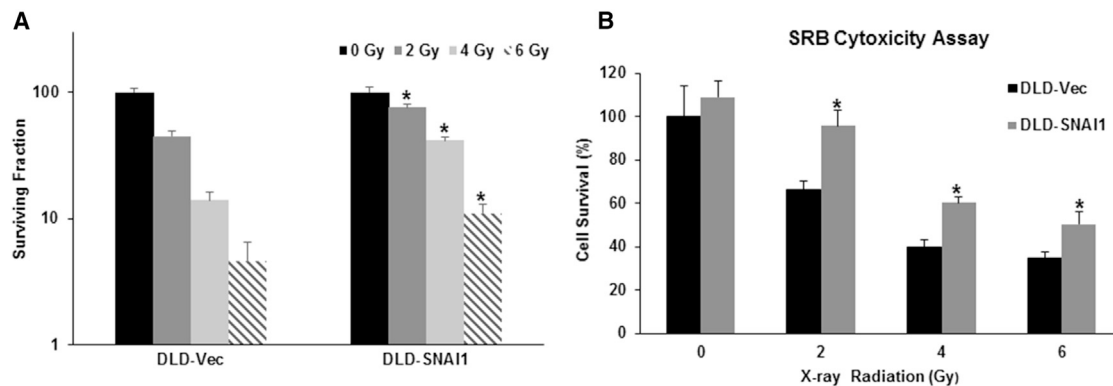 A
100
10
1
Surviving Fraction
0 Gy 2 Gy 4 Gy 6 Gy
* * *
DLD-Vec DLD-SNAI1
B
SRB Cytoxicity Assay
120
100
80
60
40
20
0
Cell Survival (%)
DLD-Vec
DLD-SNAI1
* * *
0 2 4 6
X-ray Radiation (Gy)